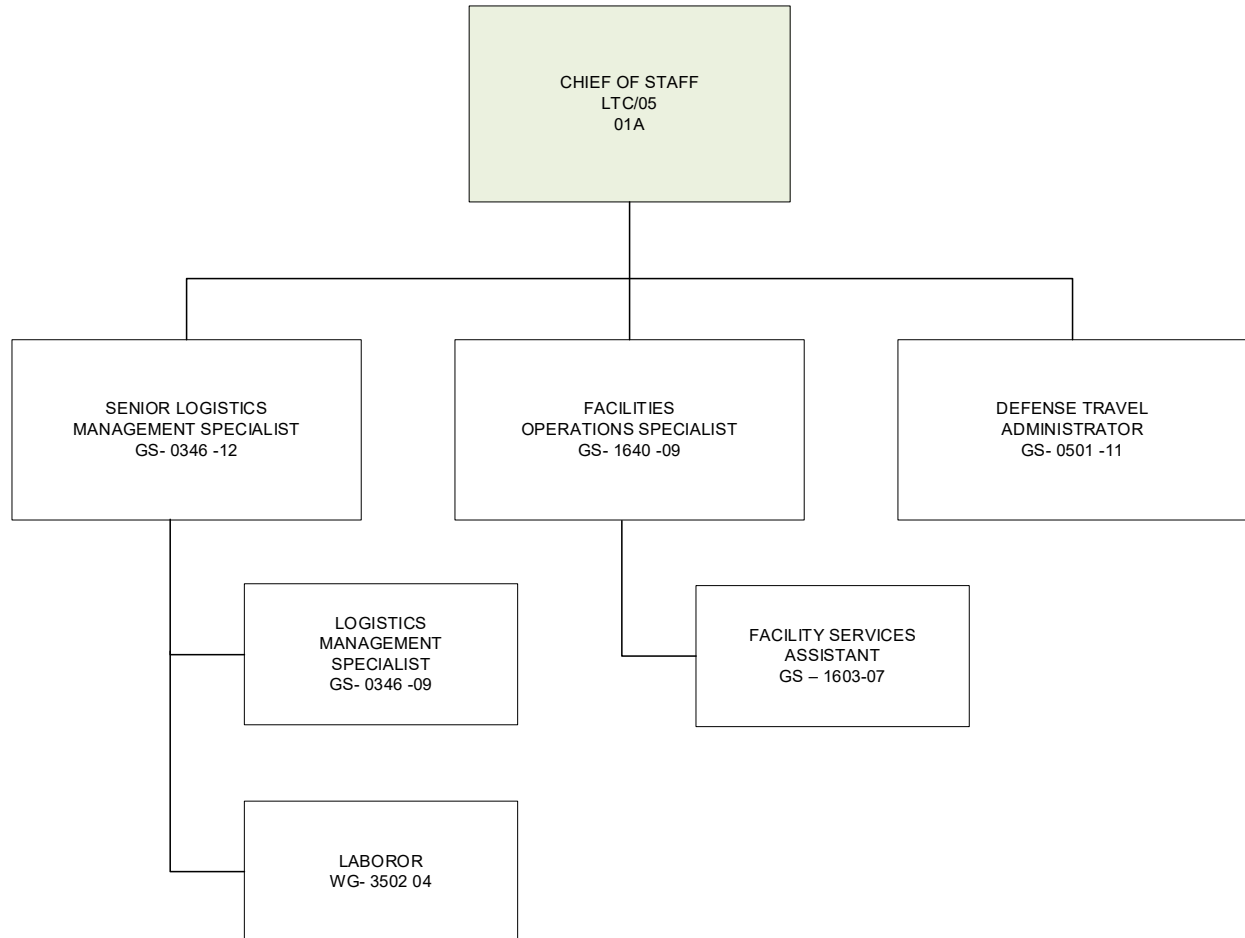 CHIEF OF STAFF
LTC/05
01A
SENIOR LOGISTICS
MANAGEMENT SPECIALIST
GS- 0346 -12
FACILITIES
OPERATIONS SPECIALIST
GS- 1640 -09
DEFENSE TRAVEL
ADMINISTRATOR
GS- 0501 -11
LOGISTICS
MANAGEMENT
SPECIALIST
GS- 0346 -09
FACILITY SERVICES
ASSISTANT
GS – 1603-07
LABOROR
WG- 3502 04